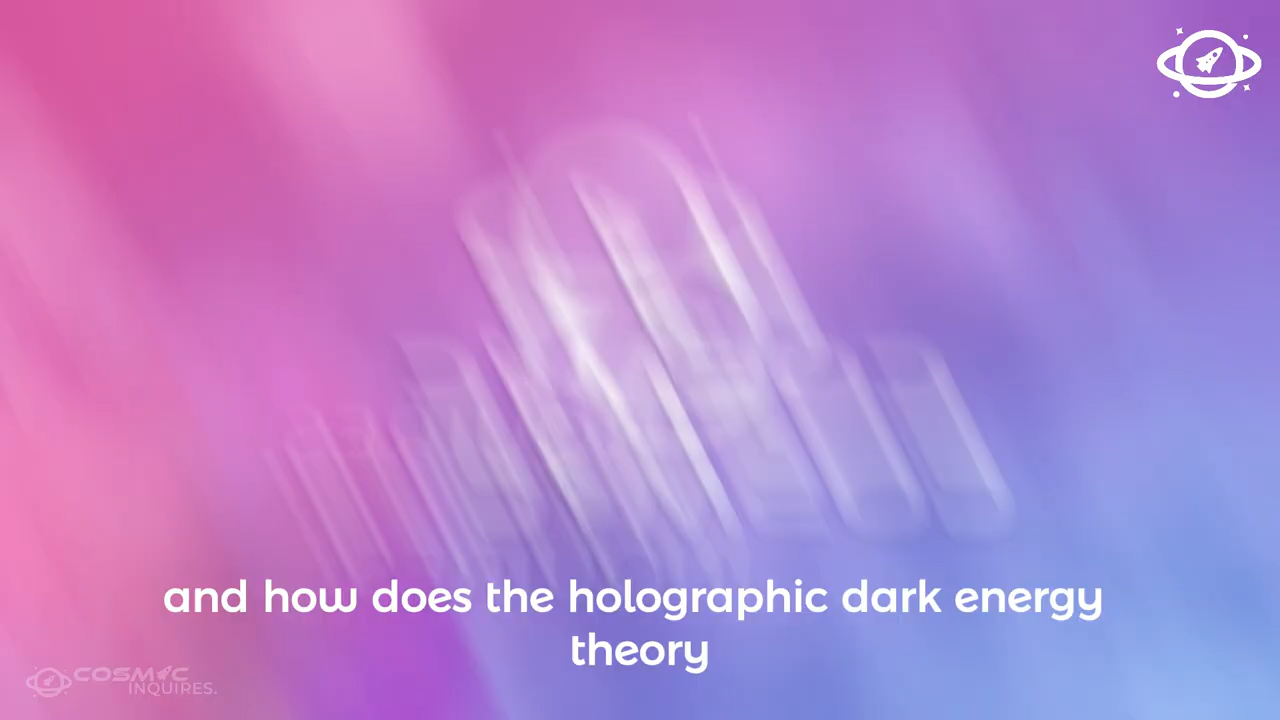 and how does the holographic dark energy
theory
COSMIC
INQUIRES.